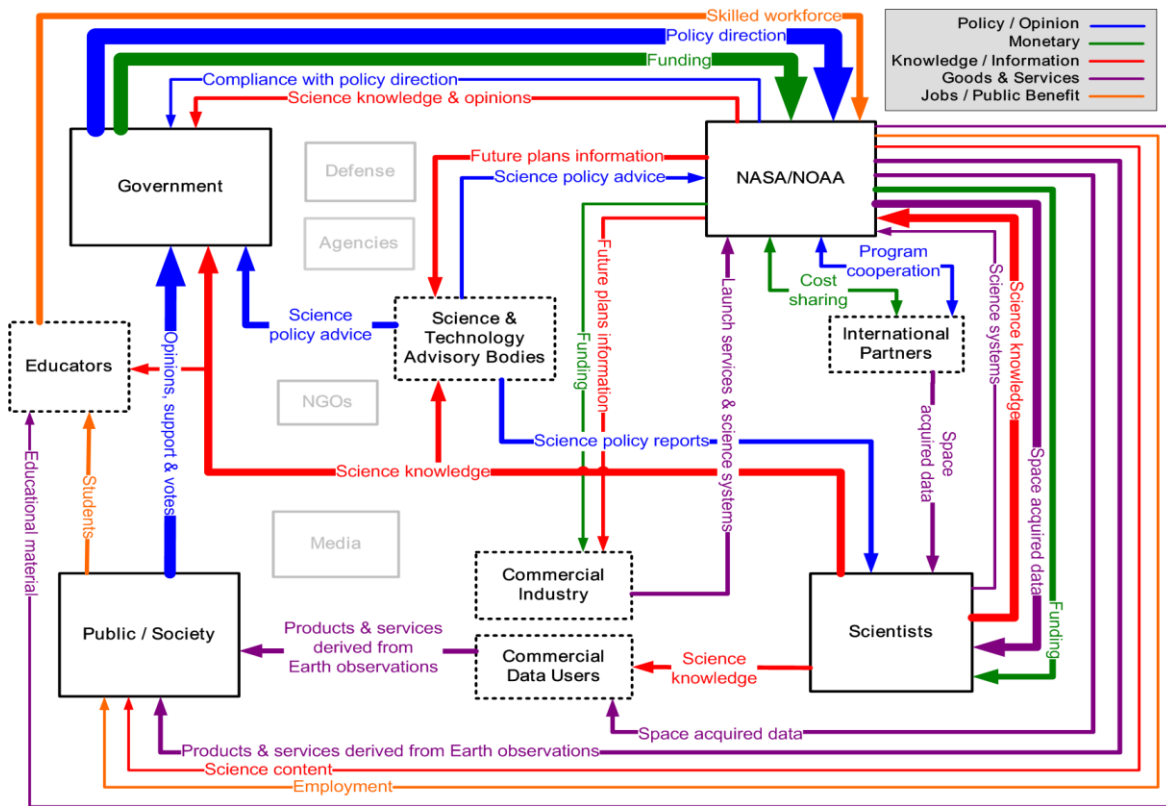 Skilled workforce
Policy direction
Funding
Compliance with policy direction
Science knowledge & opinions
Policy / Opinion
Monetary
Knowledge / Information
Goods & Services
Jobs / Public Benefit
Government
Defense
Agencies
Future plans information
Science policy advice
NASA/NOAA
Program
cooperation
Cost
sharing
International
Partners
Science systems
Science knowledge
Space acquired data
Funding
Educators
Science
policy advice
Science &
Technology
Advisory Bodies
NGOs
Opinions, support & votes
Funding
Future plans information
Launch services & science systems
Space
acquired data
Science policy reports
Science knowledge
Students
Educational material
Media
Commercial
Industry
Public / Society
Products & services
derived from
Earth observations
Commercial
Data Users
Science
knowledge
Scientists
Space acquired data
Products & services derived from Earth observations
Science content
Employment